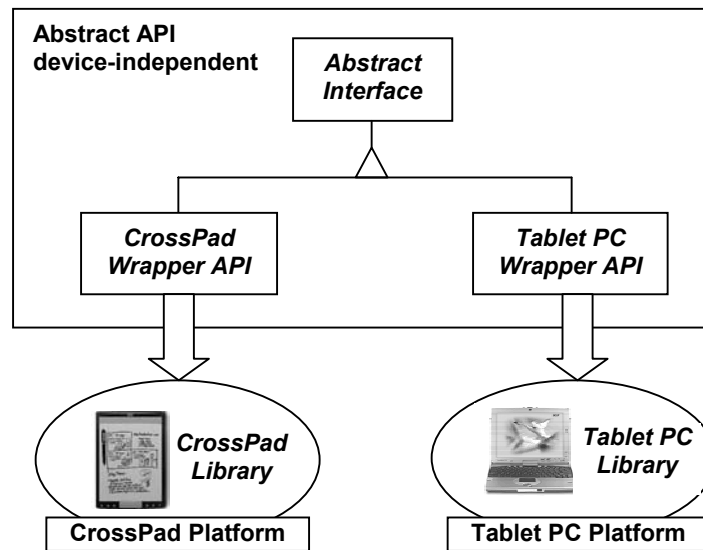 Abstract API
device-independent
Abstract
Interface
CrossPad
Wrapper API
Tablet PC
Wrapper API
CrossPad
Library
Tablet PC
Library
CrossPad Platform
Tablet PC Platform